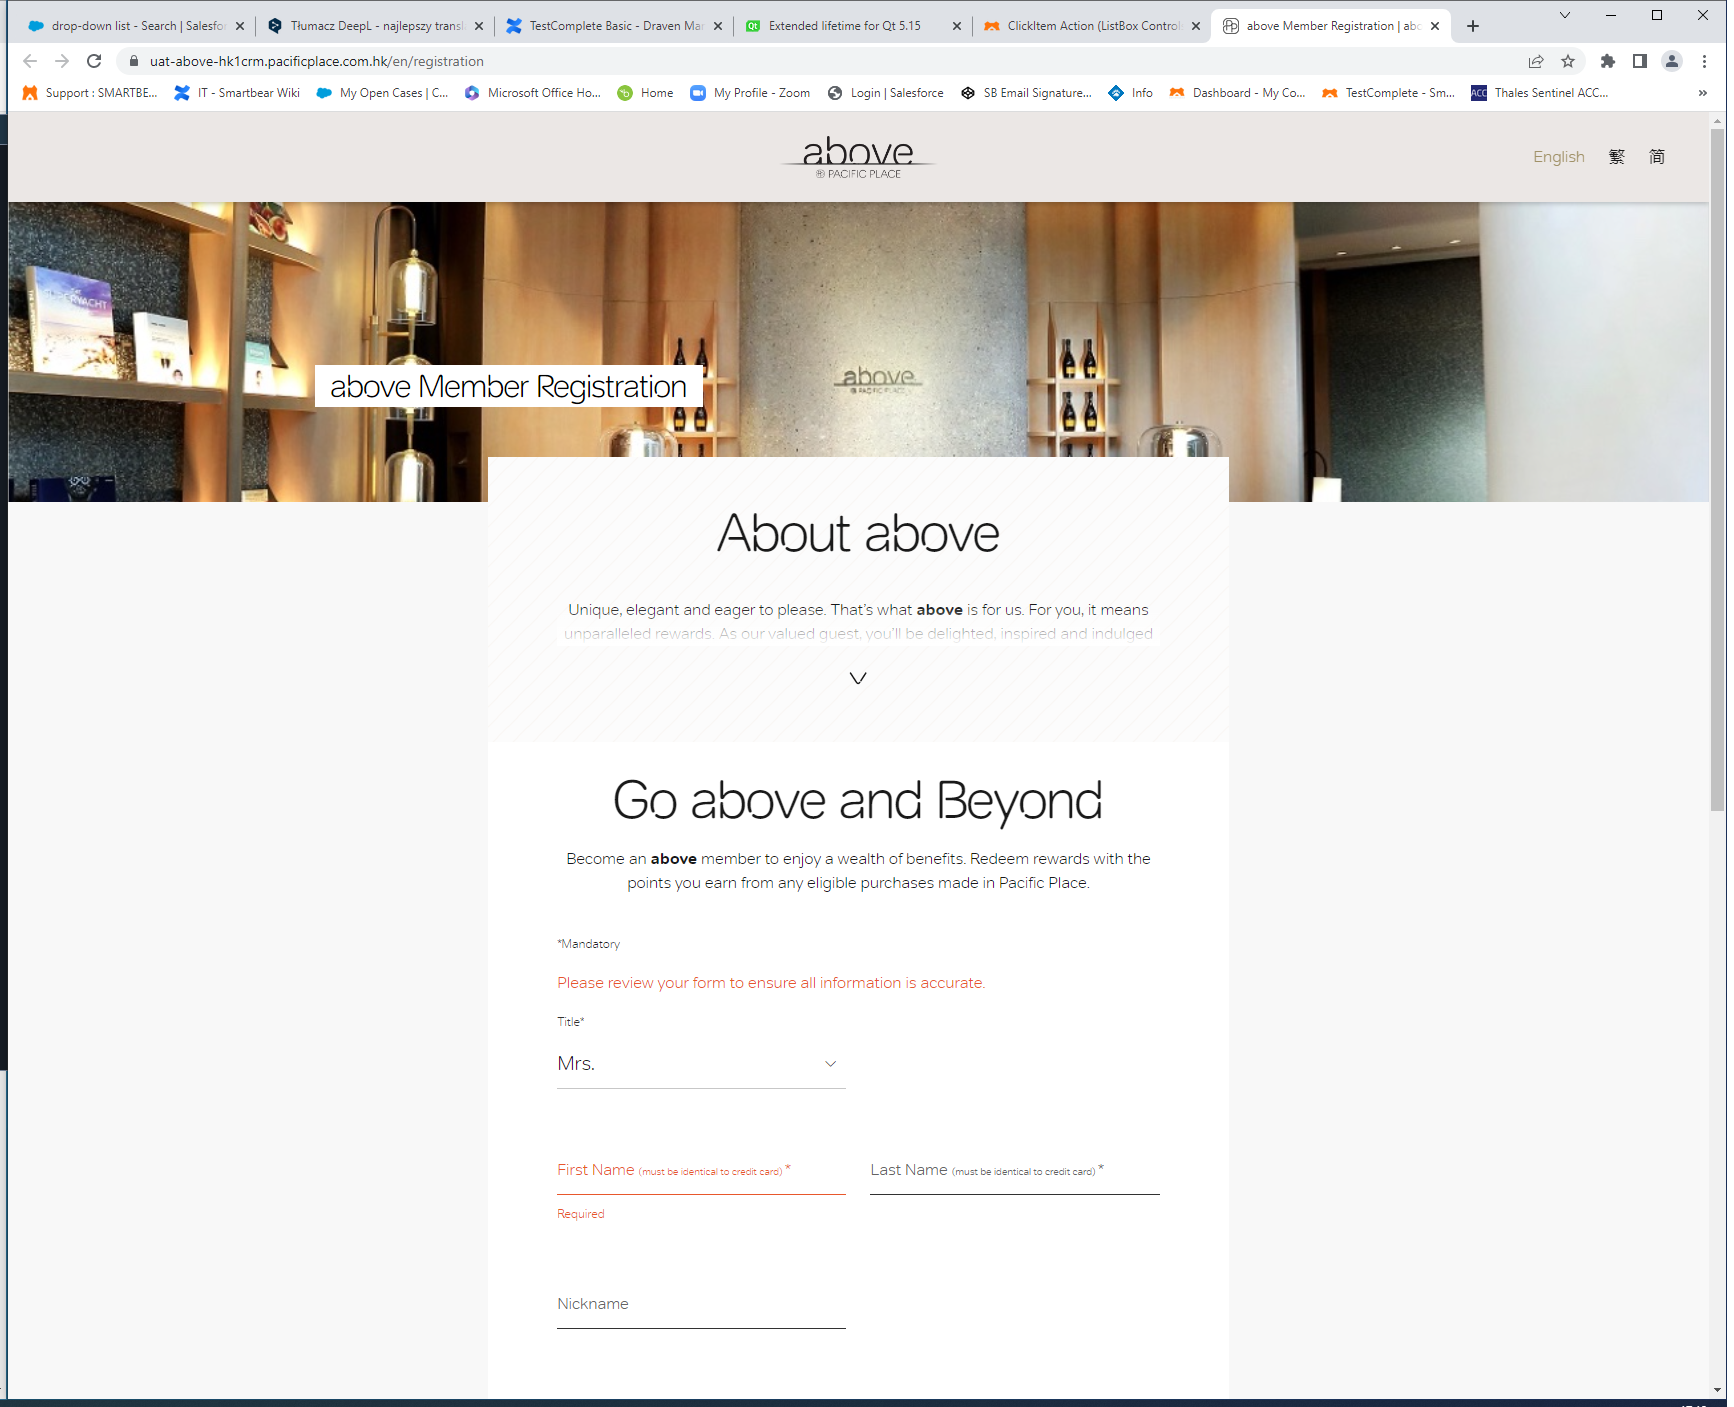 drop-down list - Search | Salesfor
Tłumacz DeepL - najlepszy transl
TestComplete Basic - Draven Mar
Extended lifetime for Qt 5.15
ClickItem Action (ListBox Control
above Member Registration | abo
uat-above-hk1crm.pacificplace.com.hk/en/registration
Support : SMARTBE...
IT - Smartbear Wiki
My Open Cases | C...
Microsoft Office Ho...
Home
My Profile - Zoom
Login | Salesforce
SB Email Signature...
Info
Dashboard - My Co...
TestComplete - Sm...
Thales Sentinel ACC...
above
PACIFIC PLACE
English 繁 简
above
PACIFIC PLACE
above Member Registration
About above
Unique, elegant and eager to please. That's what above is for us. For you, it means
unparalleled rewards. As our valued guest, you'll be delighted, inspired and indulged
Go above and Beyond
Become an above member to enjoy a wealth of benefits. Redeem rewards with the
points you earn from any eligible purchases made in Pacific Place.
*Mandatory
Please review your form to ensure all information is accurate.
Title*
Mrs.
First Name (must be identical to credit card) *
Last Name (must be identical to credit card) *
Required
Nickname